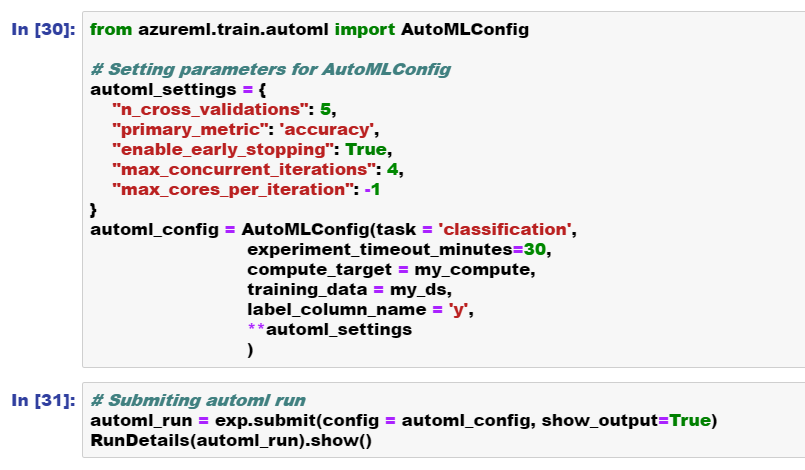 In [30]: from azureml.train.automl import AutoMLConfig
# Setting parameters for AutoMLConfig
automl_settings = {
"n_cross_validations": 5,
"primary_metric": 'accuracy',
"enable_early_stopping": True,
"max_concurrent_iterations": 4,
"max_cores_per_iteration": -1
}
automl_config = AutoMLConfig(task = 'classification',
experiment_timeout_minutes=30,
compute_target = my_compute,
training_data = my_ds,
label_column_name = 'y',
**automl_settings
)
In [31]: # Submiting automl run
automl_run = exp.submit(config = automl_config, show_output=True)
RunDetails(automl_run).show()